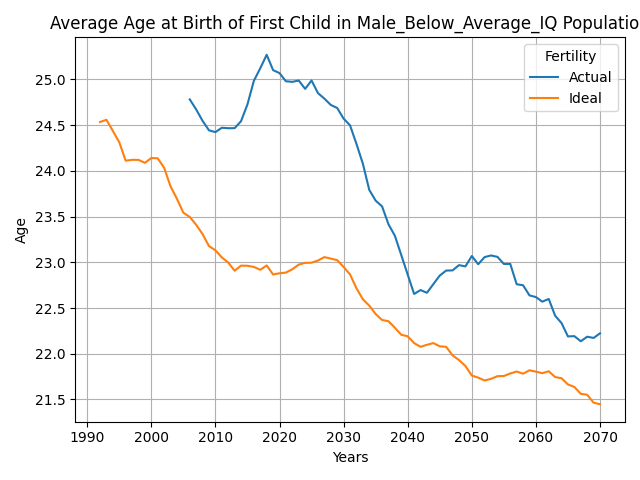 Average Age at Birth of First Child in Male_Below_Average_IQ Populatio
Fertility
Actual
Ideal
Age
25.0
24.5
24.0
23.5
23.0
22.5
22.0
21.5
1990 2000 2010 2020 2030 2040 2050 2060 2070
Years